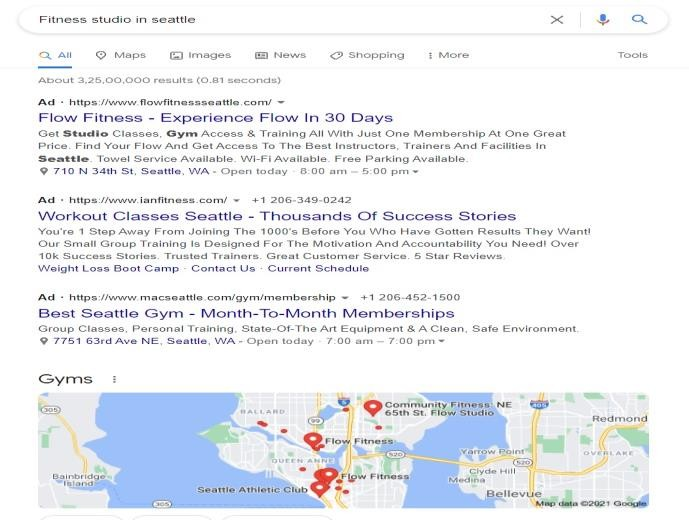 Fitness studio in seattle
All Maps Images News Shopping More Tools
About 3,25,00,000 results (0.81 seconds)
Ad · https://www.flowfitnessseattle.com/
Flow Fitness - Experience Flow In 30 Days
Get Studio Classes, Gym Access & Training All With Just One Membership At One Great
Price. Find Your Flow And Get Access To The Best Instructors, Trainers And Facilities In
Seattle. Towel Service Available. Wi-Fi Available. Free Parking Available.
710 N 34th St, Seattle, WA - Open today · 8:00 am – 5:00 pm
Ad · https://www.ianfitness.com/ +1 206-349-0242
Workout Classes Seattle - Thousands Of Success Stories
You're 1 Step Away From Joining The 1000's Before You Who Have Gotten Results They Want!
Our Small Group Training Is Designed For The Motivation And Accountability You Need! Over
10k Success Stories. Trusted Trainers. Great Customer Service. 5 Star Reviews.
Weight Loss Boot Camp · Contact Us · Current Schedule
Ad · https://www.macseattle.com/gym/membership +1 206-452-1500
Best Seattle Gym - Month-To-Month Memberships
Group Classes, Personal Training, State-Of-The Art Equipment & A Clean, Safe Environment.
7751 63rd Ave NE, Seattle, WA - Open today · 7:00 am – 7:00 pm
Gyms
5
405
Community Fitness: NE
65th St. Flow Studio
305
BALLARD
99
Redmond
Flow Fitness
Yarrow Point
520
OVERLAKE
QUEEN ANNE
520
Clyde Hill
Bainbridge
Island
Flow Fitness
Medina
Seattle Athletic Club
Bellevue
305
Map data ©2021 Google